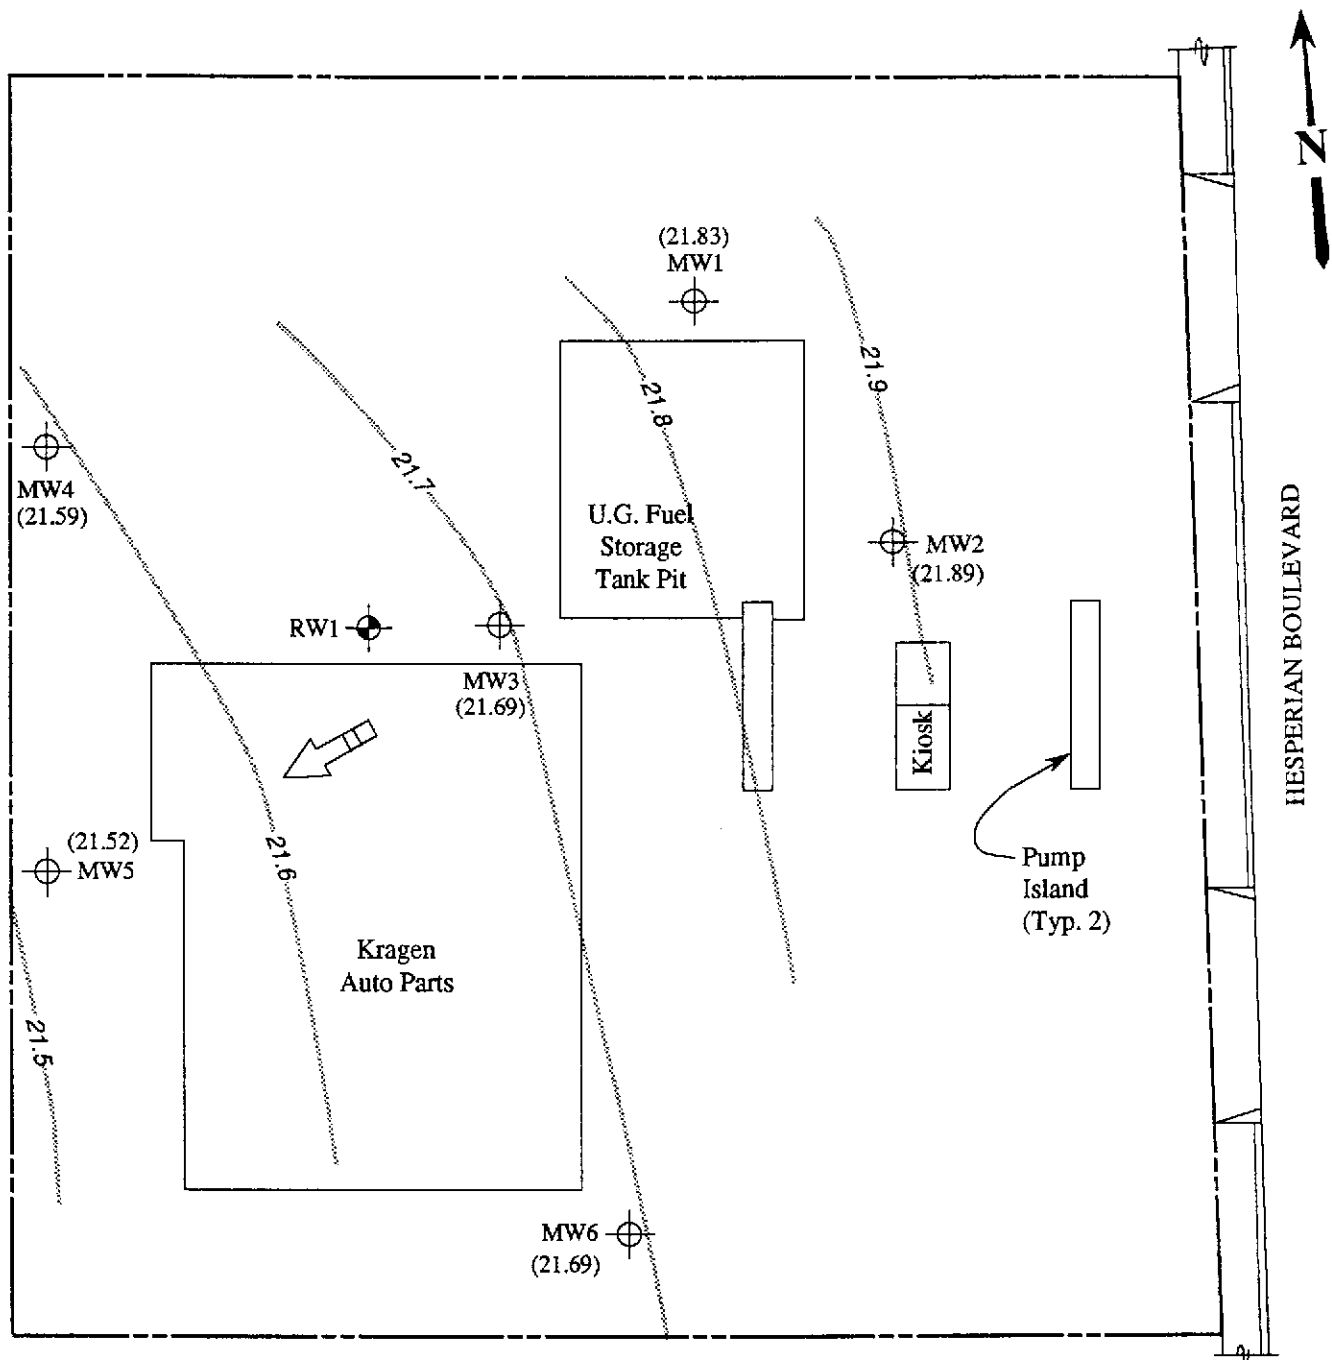 N
(21.83)
MW1
21.9
21.8
21.7
MW4
(21.59)
U.G. Fuel
Storage
Tank Pit
MW2
(21.89)
HESPERIAN BOULEVARD
RW1
MW3
(21.69)
Kiosk
(21.52)
MW5
21.6
Pump
Island
(Typ. 2)
Kragen
Auto Parts
21.5
MW6
(21.69)